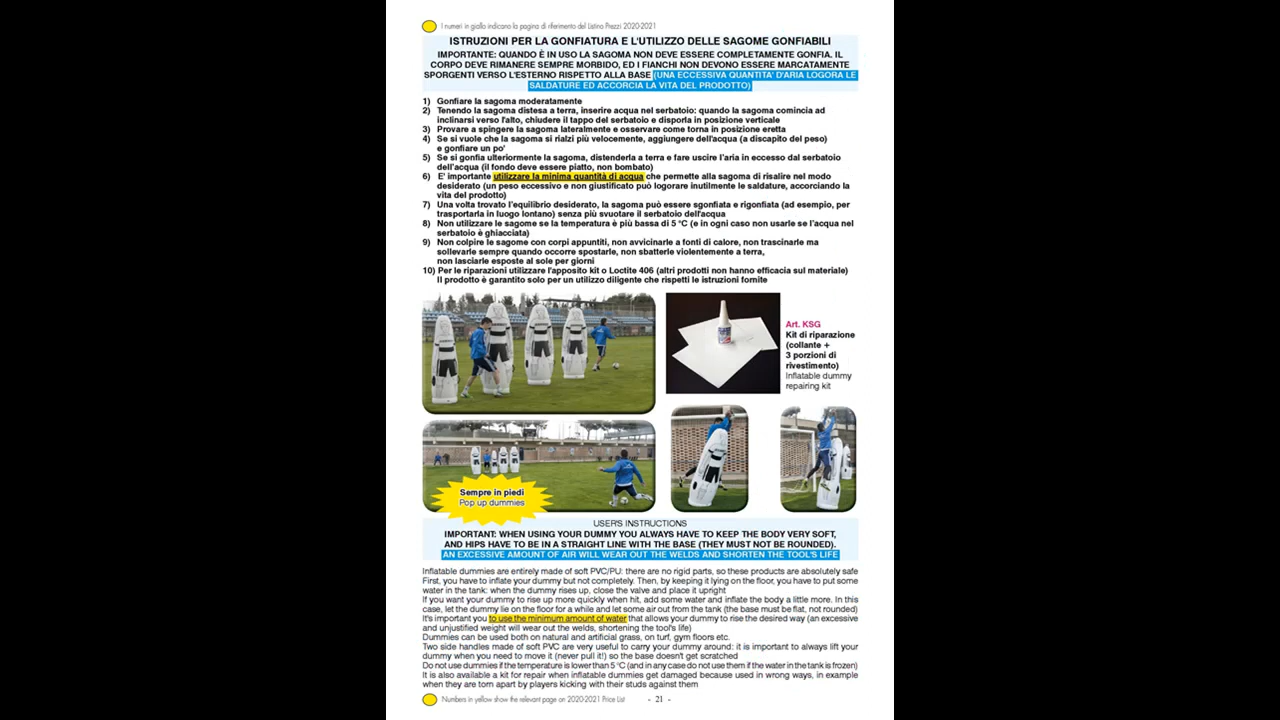 I numeri in giallo indicano la pagina di riferimento del Listino Prezzi 2020-2021
ISTRUZIONI PER LA GONFIATURA E L'UTILIZZO DELLE SAGOME GONFIABILI
IMPORTANTE: QUANDO È IN USO LA SAGOMA NON DEVE ESSERE COMPLETAMENTE GONFIA. IL
CORPO DEVE RIMANERE SEMPRE MORBIDO, ED I FIANCHI NON DEVONO ESSERE MARCATAMENTE
SPORGENTI VERSO L'ESTERNO RISPETTO ALLA BASE (UNA ECCESSIVA QUANTITA' D'ARIA LOGORA LE
SALDATURE ED ACCORCIA LA VITA DEL PRODOTTO)
1) Gonfiare la sagoma moderatamente
2) Tenendo la sagoma distesa a terra, inserire acqua nel serbatoio: quando la sagoma comincia ad
inclinarsi verso l'alto, chiudere il tappo del serbatoio e disporla in posizione verticale
3) Provare a spingere la sagoma lateralmente e osservare come torna in posizione eretta
4) Se si vuole che la sagoma si rialzi più velocemente, aggiungere dell'acqua (a discapito del peso)
e gonfiare un po'
5) Se si gonfia ulteriormente la sagoma, distenderla a terra e fare uscire l'aria in eccesso dal serbatoio
dell'acqua (il fondo deve essere piatto, non bombato)
6) E' importante utilizzare la minima quantità di acqua che permette alla sagoma di risalire nel modo
desiderato (un peso eccessivo e non giustificato può logorare inutilmente le saldature, accorciando la
vita del prodotto)
7) Una volta trovato l'equilibrio desiderato, la sagoma può essere sgonfiata e rigonfiata (ad esempio, per
trasportarla in luogo lontano) senza più svuotare il serbatoio dell'acqua
8) Non utilizzare le sagome se la temperatura è più bassa di 5 °C (e in ogni caso non usarle se l'acqua nel
serbatoio è ghiacciata)
9) Non colpire le sagome con corpi appuntiti, non avvicinarle a fonti di calore, non trascinarle ma
sollevarle sempre quando occorre spostarle, non sbatterle violentemente a terra,
non lasciarle esposte al sole per giorni
10) Per le riparazioni utilizzare l'apposito kit o Loctite 406 (altri prodotti non hanno efficacia sul materiale)
Il prodotto è garantito solo per un utilizzo diligente che rispetti le istruzioni fornite
Art. KSG
Kit di riparazione
(collante +
3 porzioni di
rivestimento)
Inflatable dummy
repairing kit
Sempre in piedi
Pop up dummies
USER'S INSTRUCTIONS
IMPORTANT: WHEN USING YOUR DUMMY YOU ALWAYS HAVE TO KEEP THE BODY VERY SOFT,
AND HIPS HAVE TO BE IN A STRAIGHT LINE WITH THE BASE (THEY MUST NOT BE ROUNDED).
AN EXCESSIVE AMOUNT OF AIR WILL WEAR OUT THE WELDS AND SHORTEN THE TOOL'S LIFE
Inflatable dummies are entirely made of soft PVC/PU: there are no rigid parts, so these products are absolutely safe
First, you have to inflate your dummy but not completely. Then, by keeping it lying on the floor, you have to put some
water in the tank: when the dummy rises up, close the valve and place it upright
If you want your dummy to rise up more quickly when hit, add some water and inflate the body a little more. In this
case, let the dummy lie on the floor for a while and let some air out from the tank (the base must be flat, not rounded)
It's important you to use the minimum amount of water that allows your dummy to rise the desired way (an excessive
and unjustified weight will wear out the welds, shortening the tool's life)
Dummies can be used both on natural and artificial grass, on turf, gym floors etc.
Two side handles made of soft PVC are very useful to carry your dummy around: it is important to always lift your
dummy when you need to move it (never pull it!) so the base doesn't get scratched
Do not use dummies if the temperature is lower than 5 °C (and in any case do not use them if the water in the tank is frozen)
It is also available a kit for repair when inflatable dummies get damaged because used in wrong ways, in example
when they are torn apart by players kicking with their studs against them
Numbers in yellow show the relevant page on 2020-2021 Price List
- 21 -